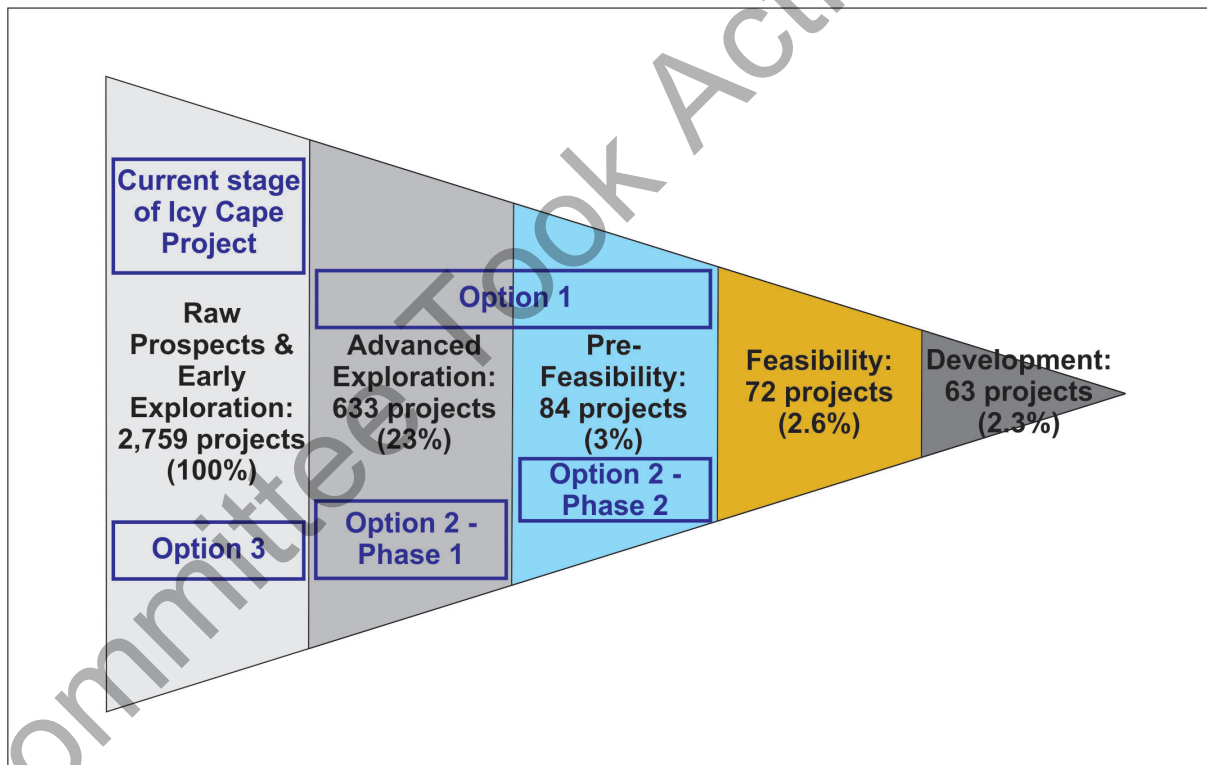 Current stage
of Icy Cape
Project
Raw
Prospects &
Early
Exploration:
2,759 projects
(100%)
Option 3
Option 1
Advanced
Exploration:
633 projects
(23%)
Option 2 -
Phase 1
Pre-
Feasibility:
84 projects
(3%)
Option 2 -
Phase 2
Feasibility:
72 projects
(2.6%)
Development:
63 projects
(2.3%)
ommittee Took Acti